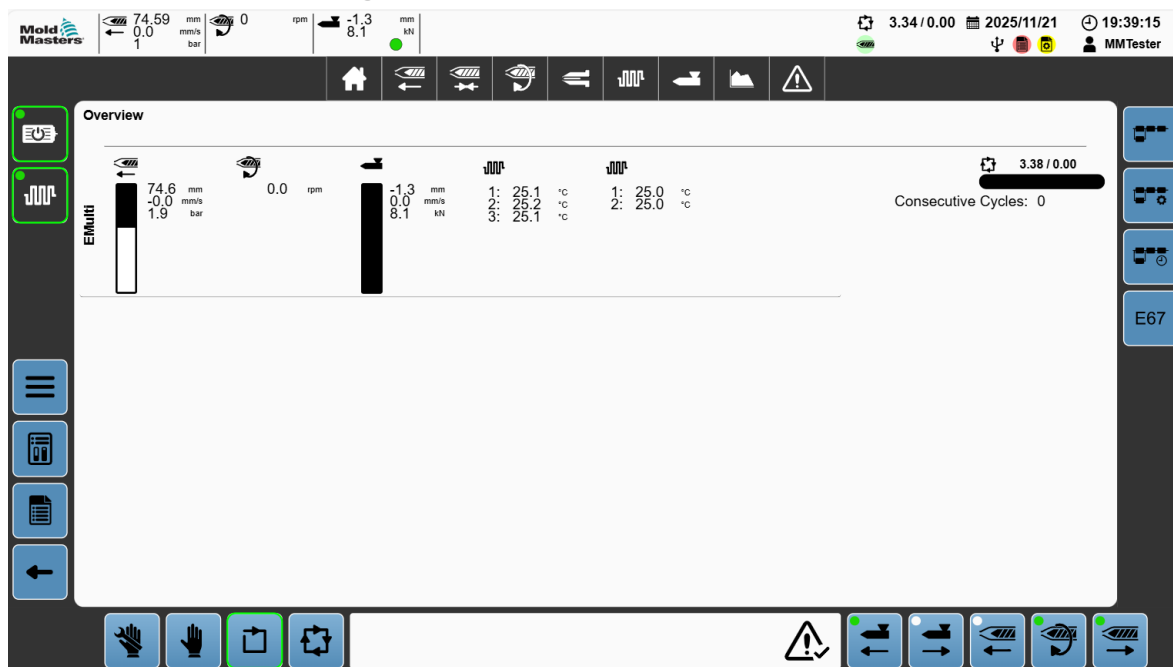 Mold
Masters
74.59 mm
0.0 mm/s
1 bar
0 rpm
-1.3 mm
8.1 kN
3.34 / 0.00
2025/11/21
19:39:15
MMTester
Overview
EMulti
74.6 mm
-0.0 mm/s
1.9 bar
0.0 rpm
-1.3 mm
0.0 mm/s
8.1 kN
1: 25.1 °C
2: 25.2 °C
3: 25.1 °C
1: 25.0 °C
2: 25.0 °C
3.38 / 0.00
Consecutive Cycles: 0
E67